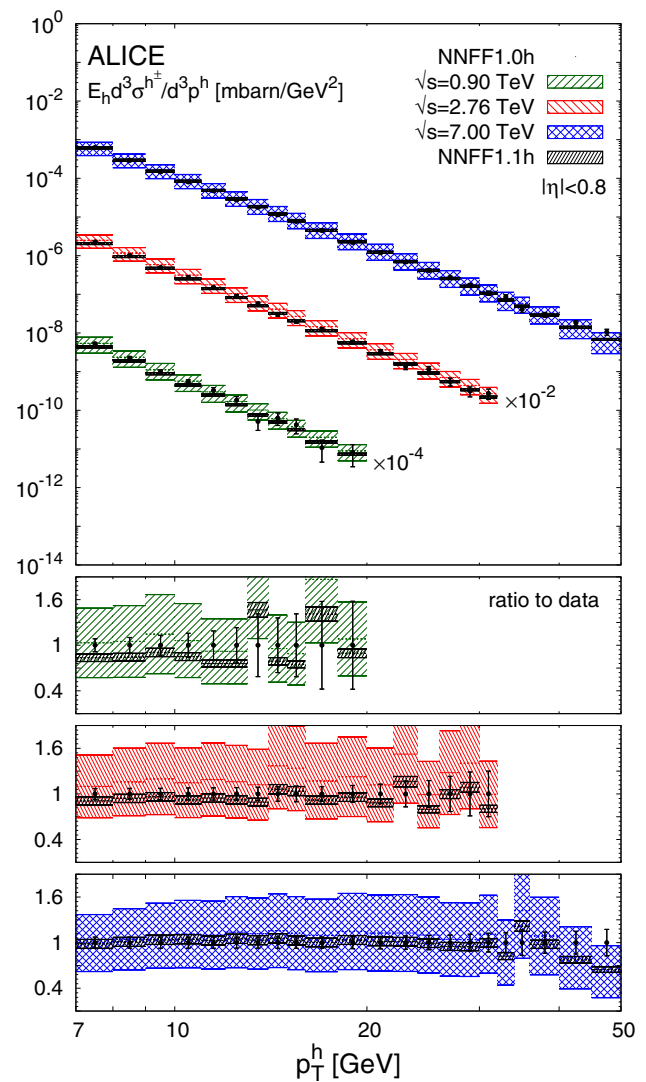 ALICE
E_h d^3σ^{h^±}/d^3p^h [mbarn/GeV^2]
NNFF1.0h
√s=0.90 TeV
√s=2.76 TeV
√s=7.00 TeV
NNFF1.1h
|η|<0.8
10^0
10^{-2}
10^{-4}
10^{-6}
10^{-8}
10^{-10}
10^{-12}
10^{-14}
×10^{-2}
×10^{-4}
ratio to data
1.6
1
0.4
1.6
1
0.4
1.6
1
0.4
7 10 20 50
p_T^h [GeV]